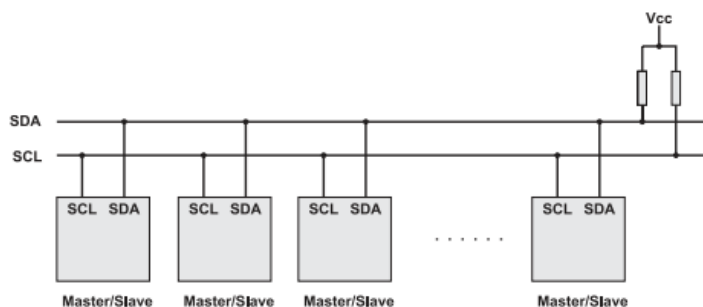 Vcc
SDA
SCL
SCL SDA SCL SDA SCL SDA SCL SDA
. . . . . .
Master/Slave Master/Slave Master/Slave Master/Slave